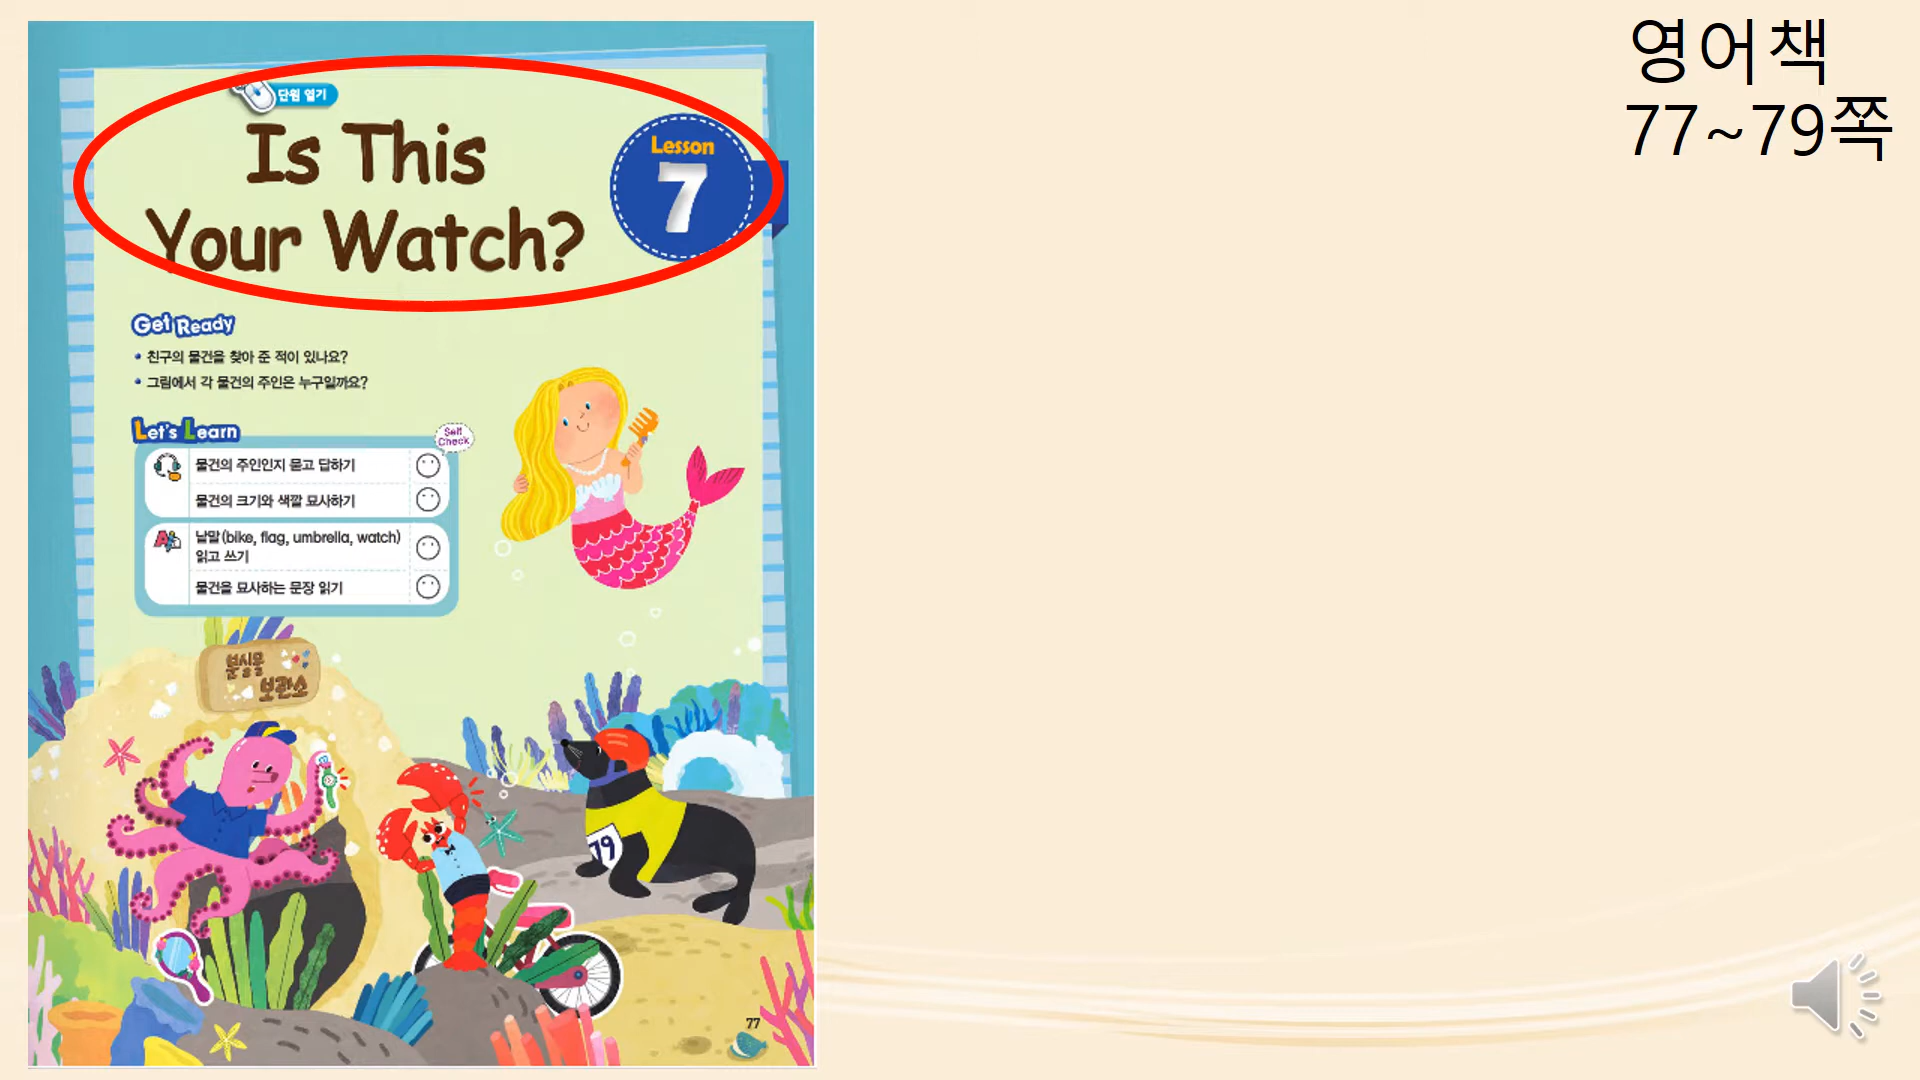 영어책
77~79쪽
단원 열기
Is This
Your Watch?
Lesson
7
Get Ready
• 친구의 물건을 찾아 준 적이 있나요?
• 그림에서 각 물건의 주인은 누구일까요?
Let's Learn
Self
Check
물건의 주인인지 묻고 답하기
물건의 크기와 색깔 묘사하기
낱말(bike, flag, umbrella, watch)
읽고 쓰기
물건을 묘사하는 문장 읽기
분실물
보관소
79
77